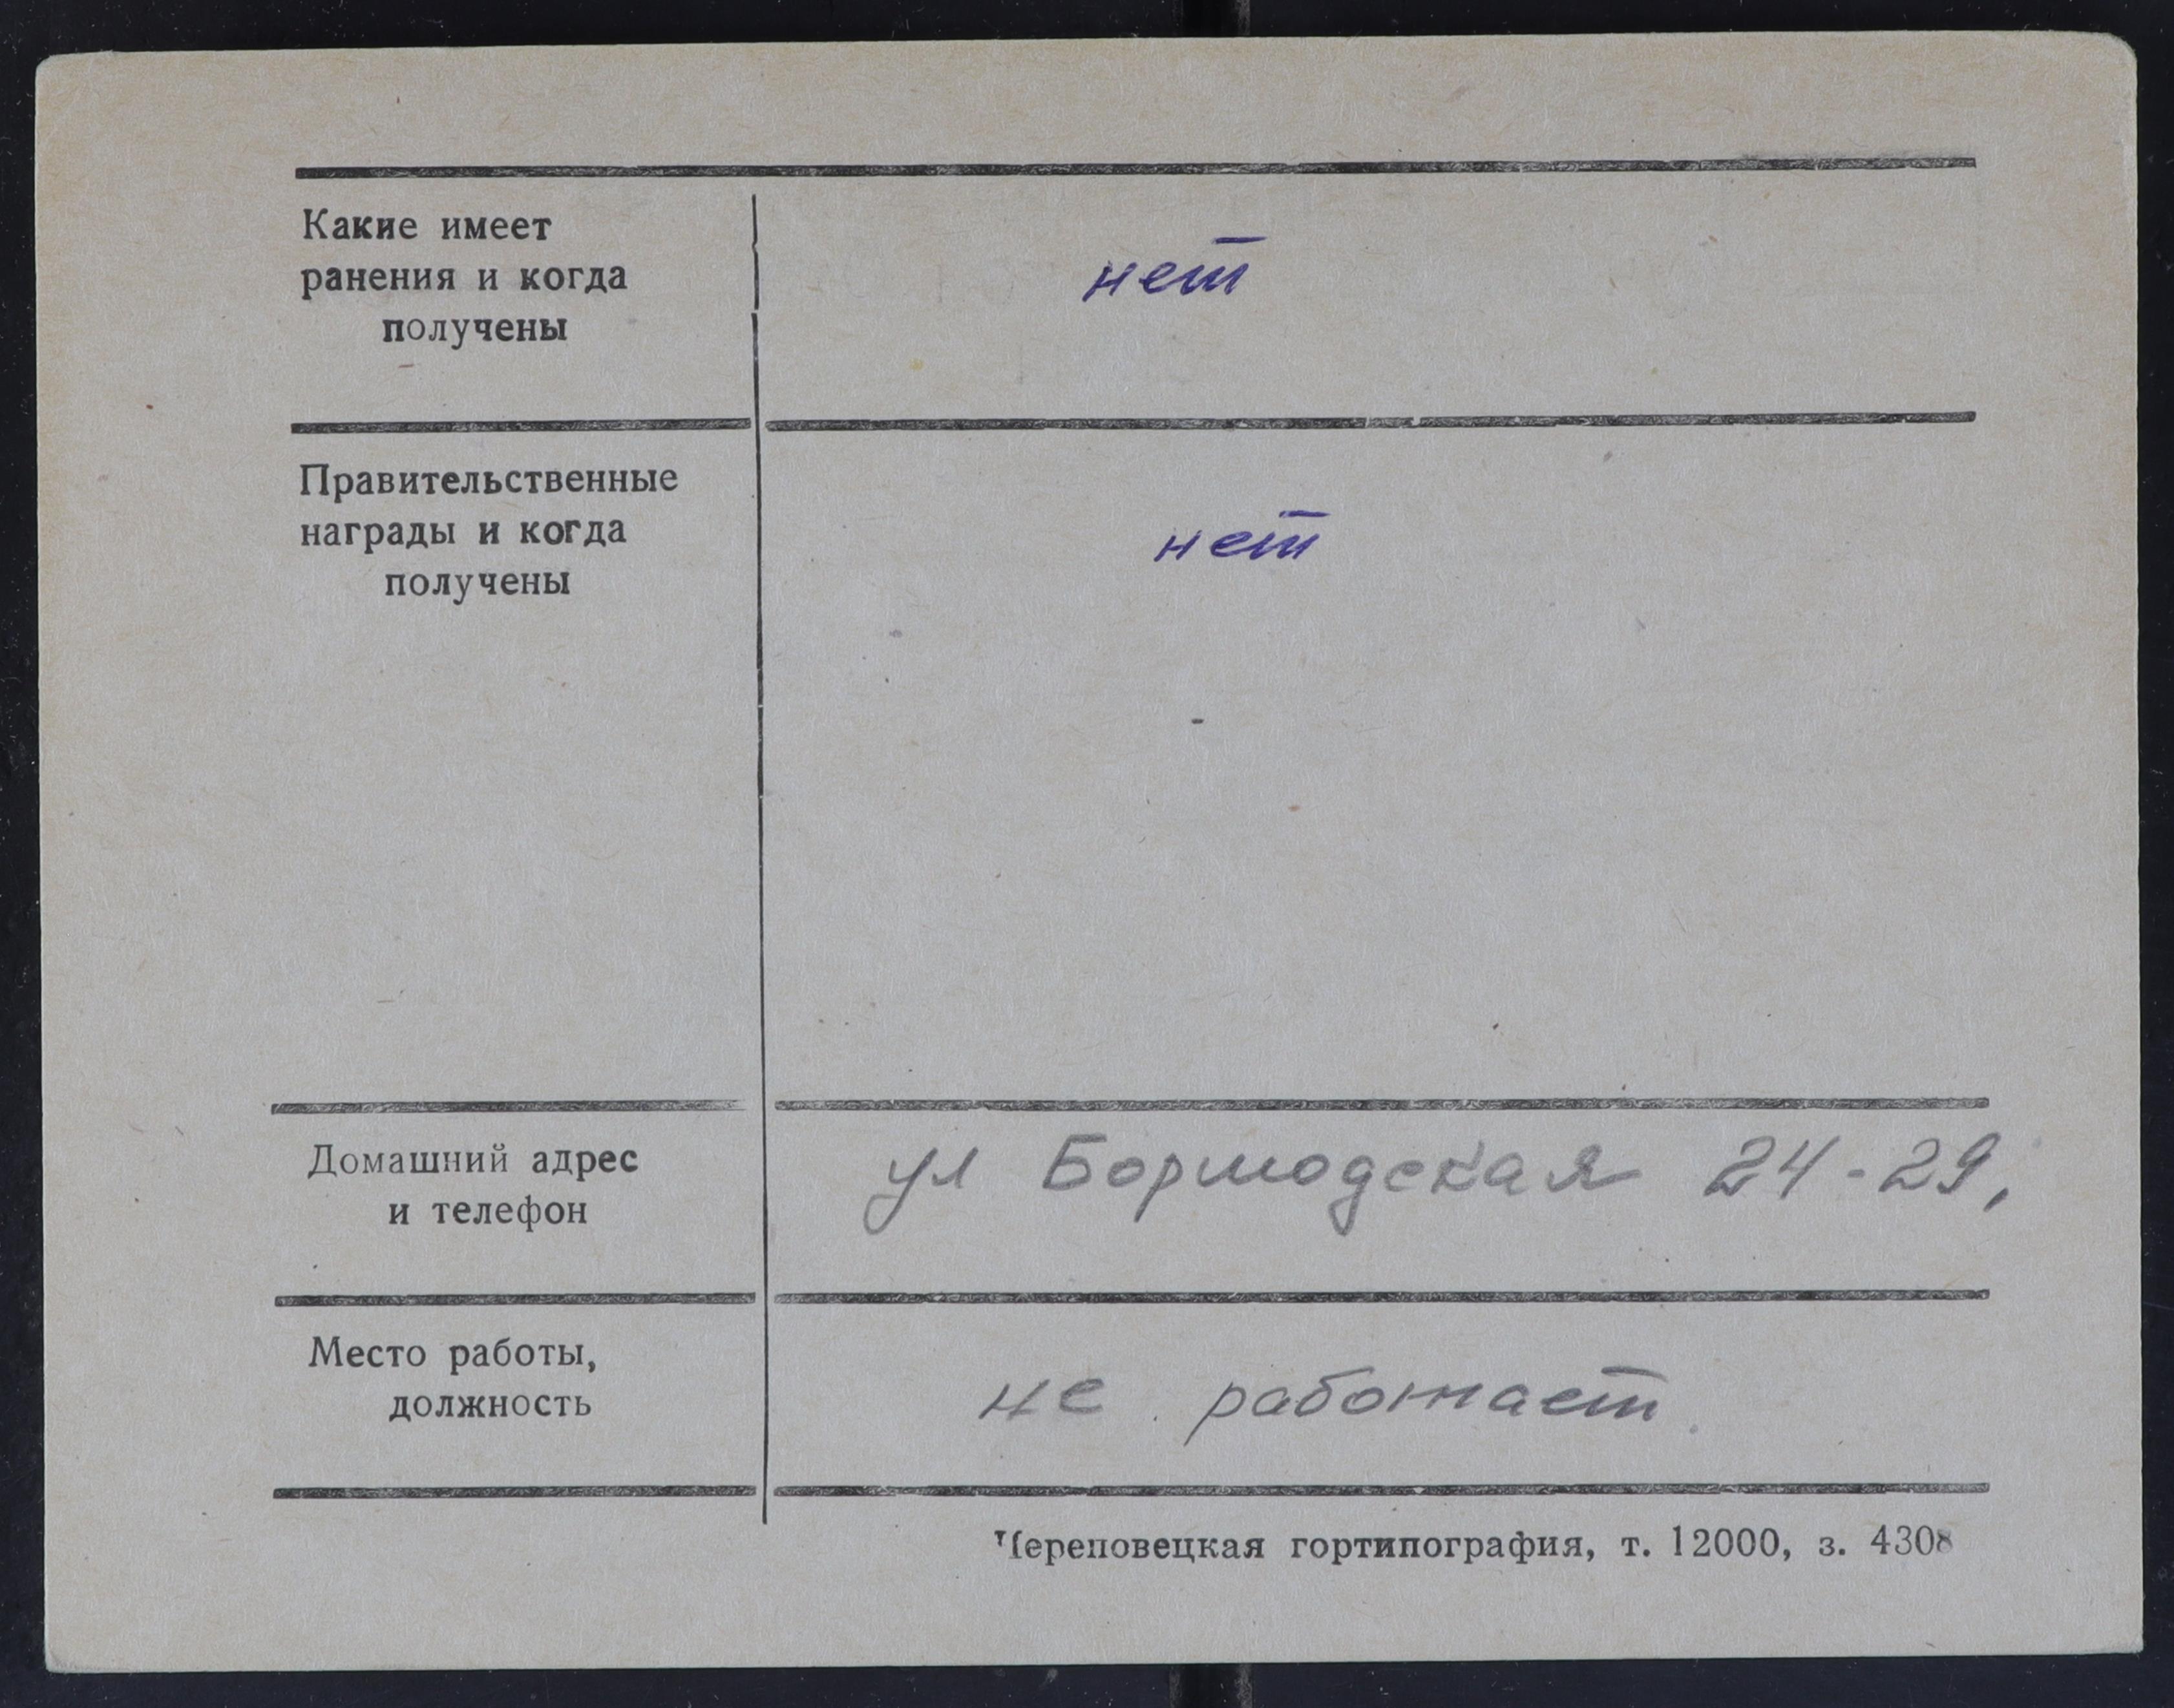 Какие имеет
ранения и когда
получены
нет
Правительственные
награды и когда
получены
нет
Домашний адрес
и телефон
ул Бормодская 24-29,
Место работы,
должность
не работает
Череповецкая гортипография, т. 12000, з. 4308